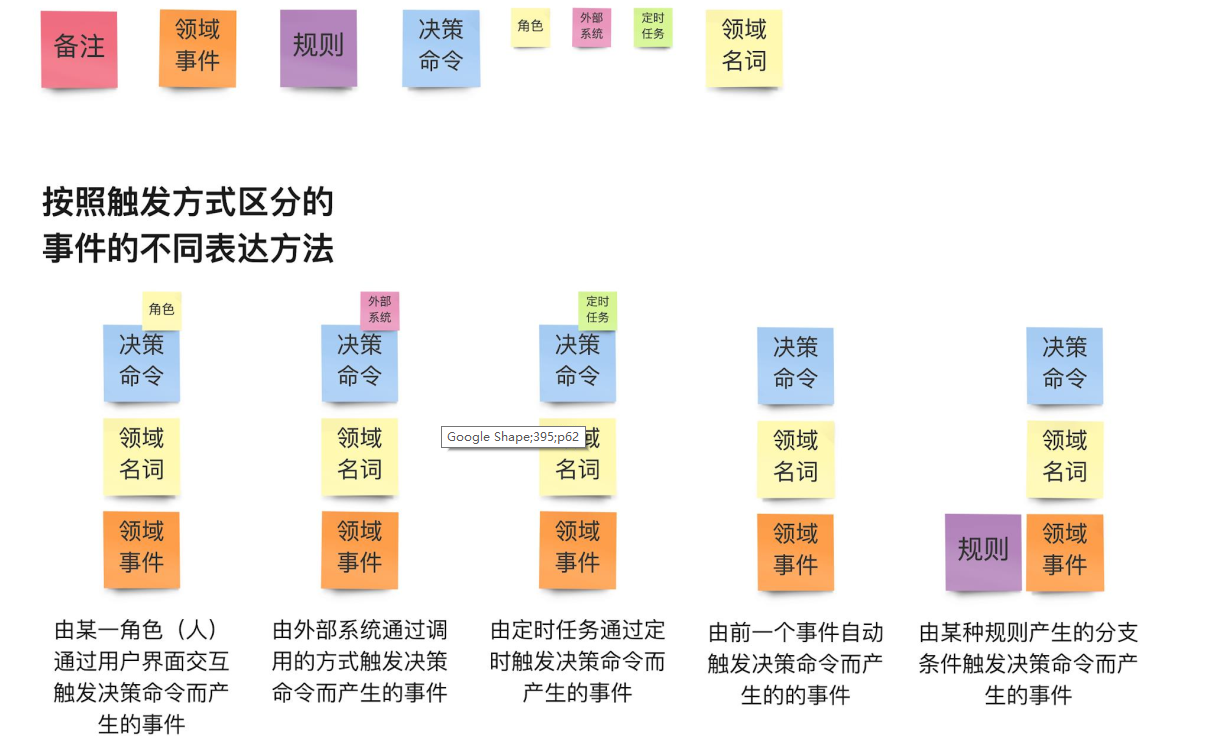 备注
领域
事件
规则
决策
命令
角色
外部
系统
定时
任务
领域
名词
按照触发方式区分的
事件的不同表达方法
角色
决策
命令
领域
名词
领域
事件
由某一角色（人）
通过用户界面交互
触发决策命令而产
生的事件
外部
系统
决策
命令
领域
名词
领域
事件
由外部系统通过调
用的方式触发决策
命令而产生的事件
定时
任务
决策
命令
Google Shape;395;p62
域
名词
领域
事件
由定时任务通过定
时触发决策命令而
产生的事件
决策
命令
领域
名词
领域
事件
由前一个事件自动
触发决策命令而产
生的的事件
决策
命令
领域
名词
规则
领域
事件
由某种规则产生的分支
条件触发决策命令而产
生的事件